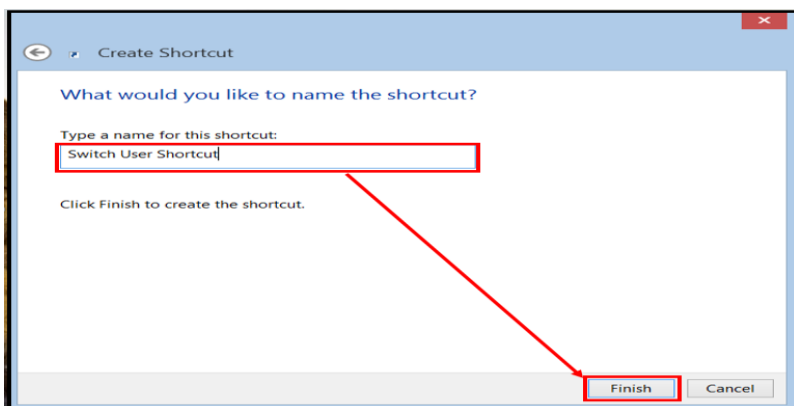 Create Shortcut
What would you like to name the shortcut?
Type a name for this shortcut:
Switch User Shortcut
Click Finish to create the shortcut.
Finish Cancel